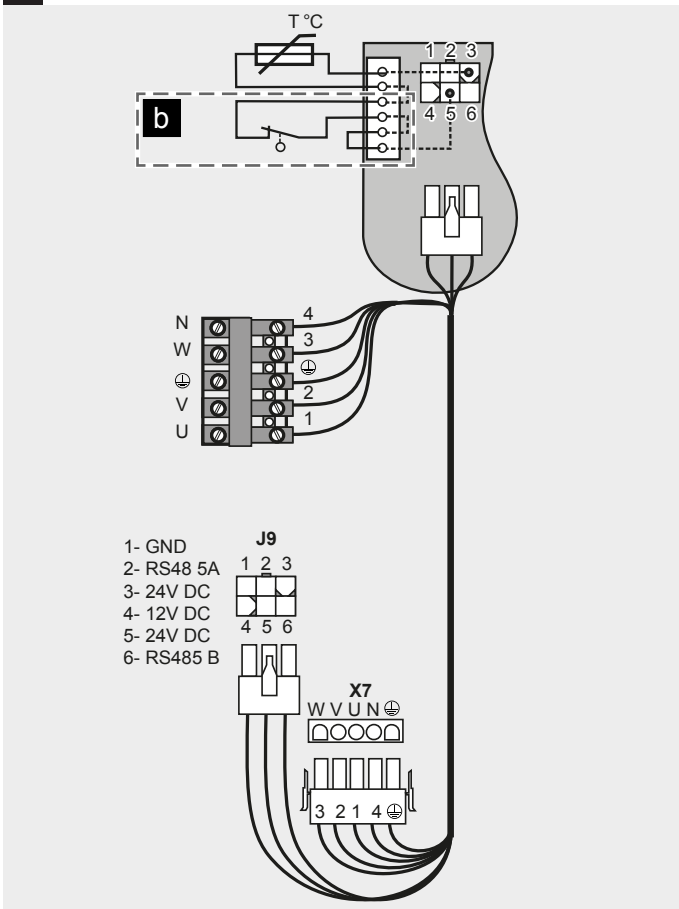 T °C
1 2 3
b
4 5 6
N 4
W 3
V 2
U 1
J9
1- GND
2- RS48 5A
3- 24V DC
4- 12V DC
5- 24V DC
6- RS485 B
1 2 3
4 5 6
X7
W V U N
3 2 1 4